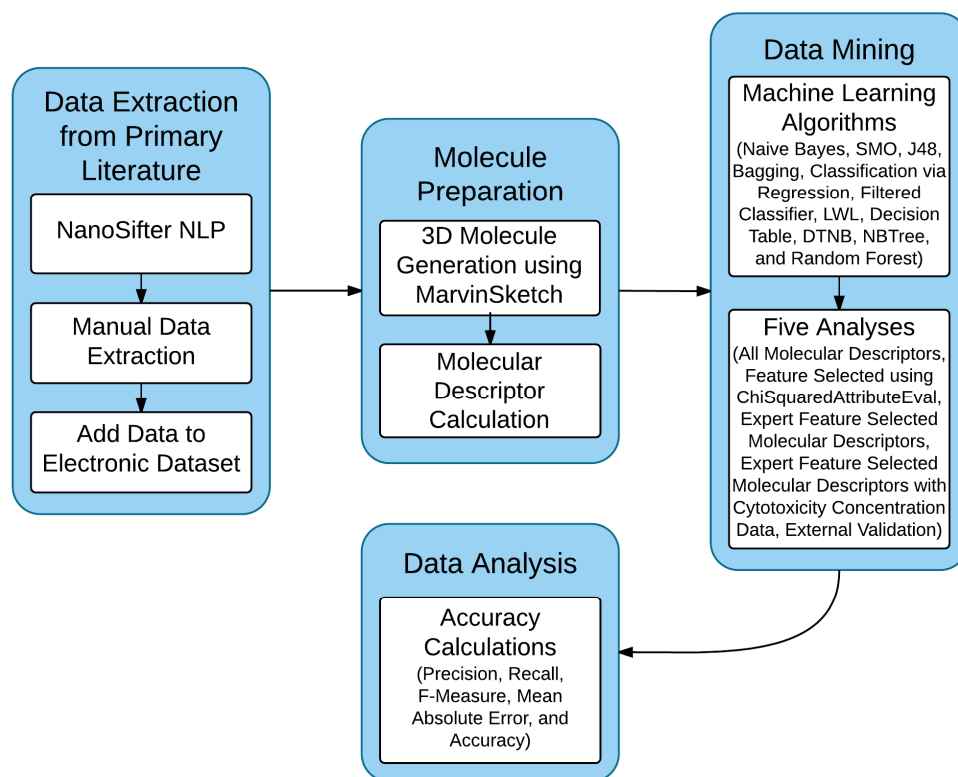 Data Extraction
from Primary
Literature
NanoSifter NLP
Manual Data
Extraction
Add Data to
Electronic Dataset
Molecule
Preparation
3D Molecule
Generation using
MarvinSketch
Molecular
Descriptor
Calculation
Data Mining
Machine Learning
Algorithms
(Naive Bayes, SMO, J48,
Bagging, Classification via
Regression, Filtered
Classifier, LWL, Decision
Table, DTNB, NBTree,
and Random Forest)
Five Analyses
(All Molecular Descriptors,
Feature Selected using
ChiSquaredAttributeEval,
Expert Feature Selected
Molecular Descriptors,
Expert Feature Selected
Molecular Descriptors with
Cytotoxicity Concentration
Data, External Validation)
Data Analysis
Accuracy
Calculations
(Precision, Recall,
F-Measure, Mean
Absolute Error, and
Accuracy)